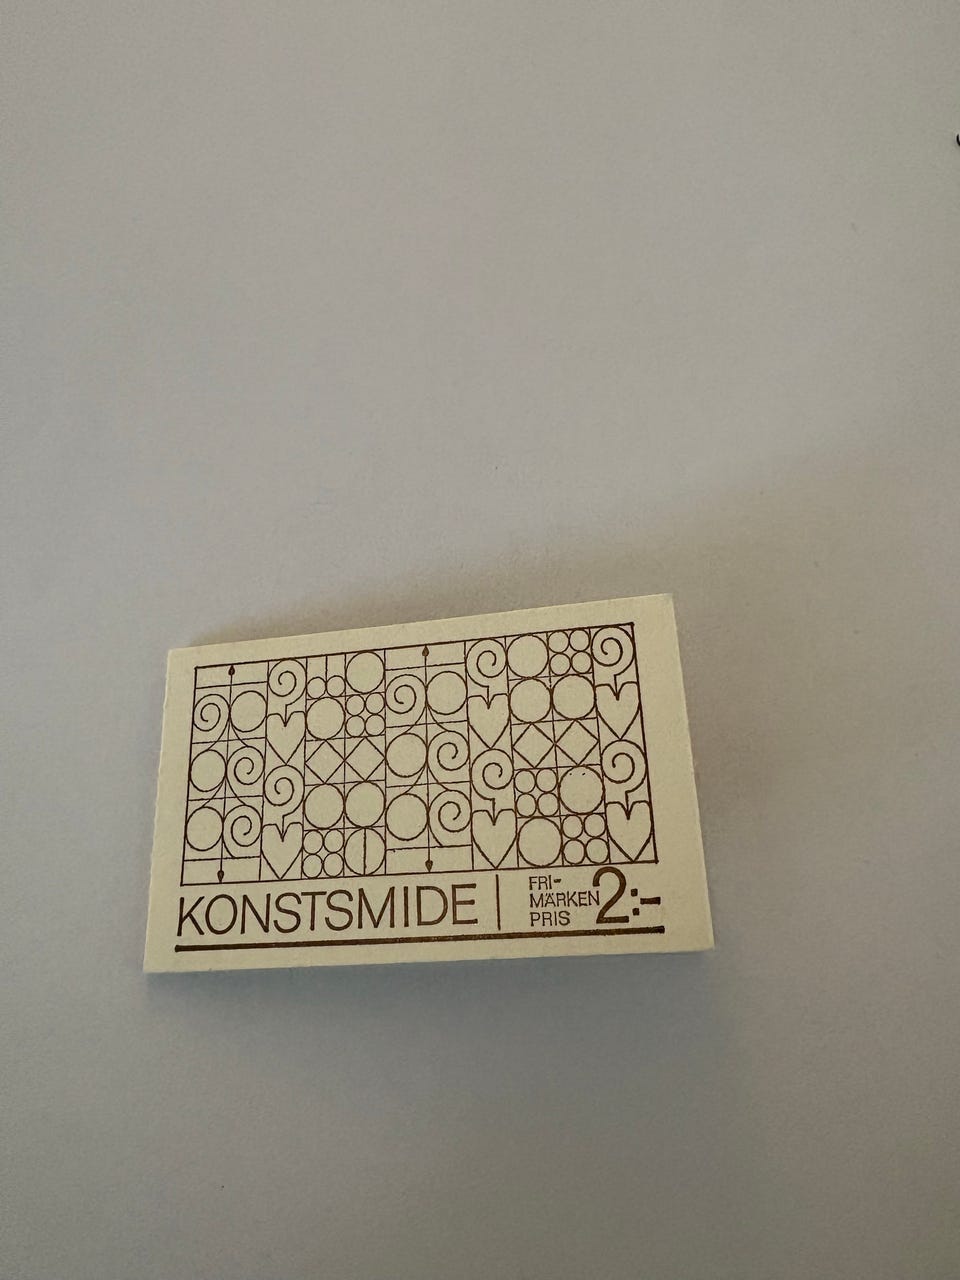 KONSTSMIDE
FRI-
MÄRKEN
PRIS
2:-